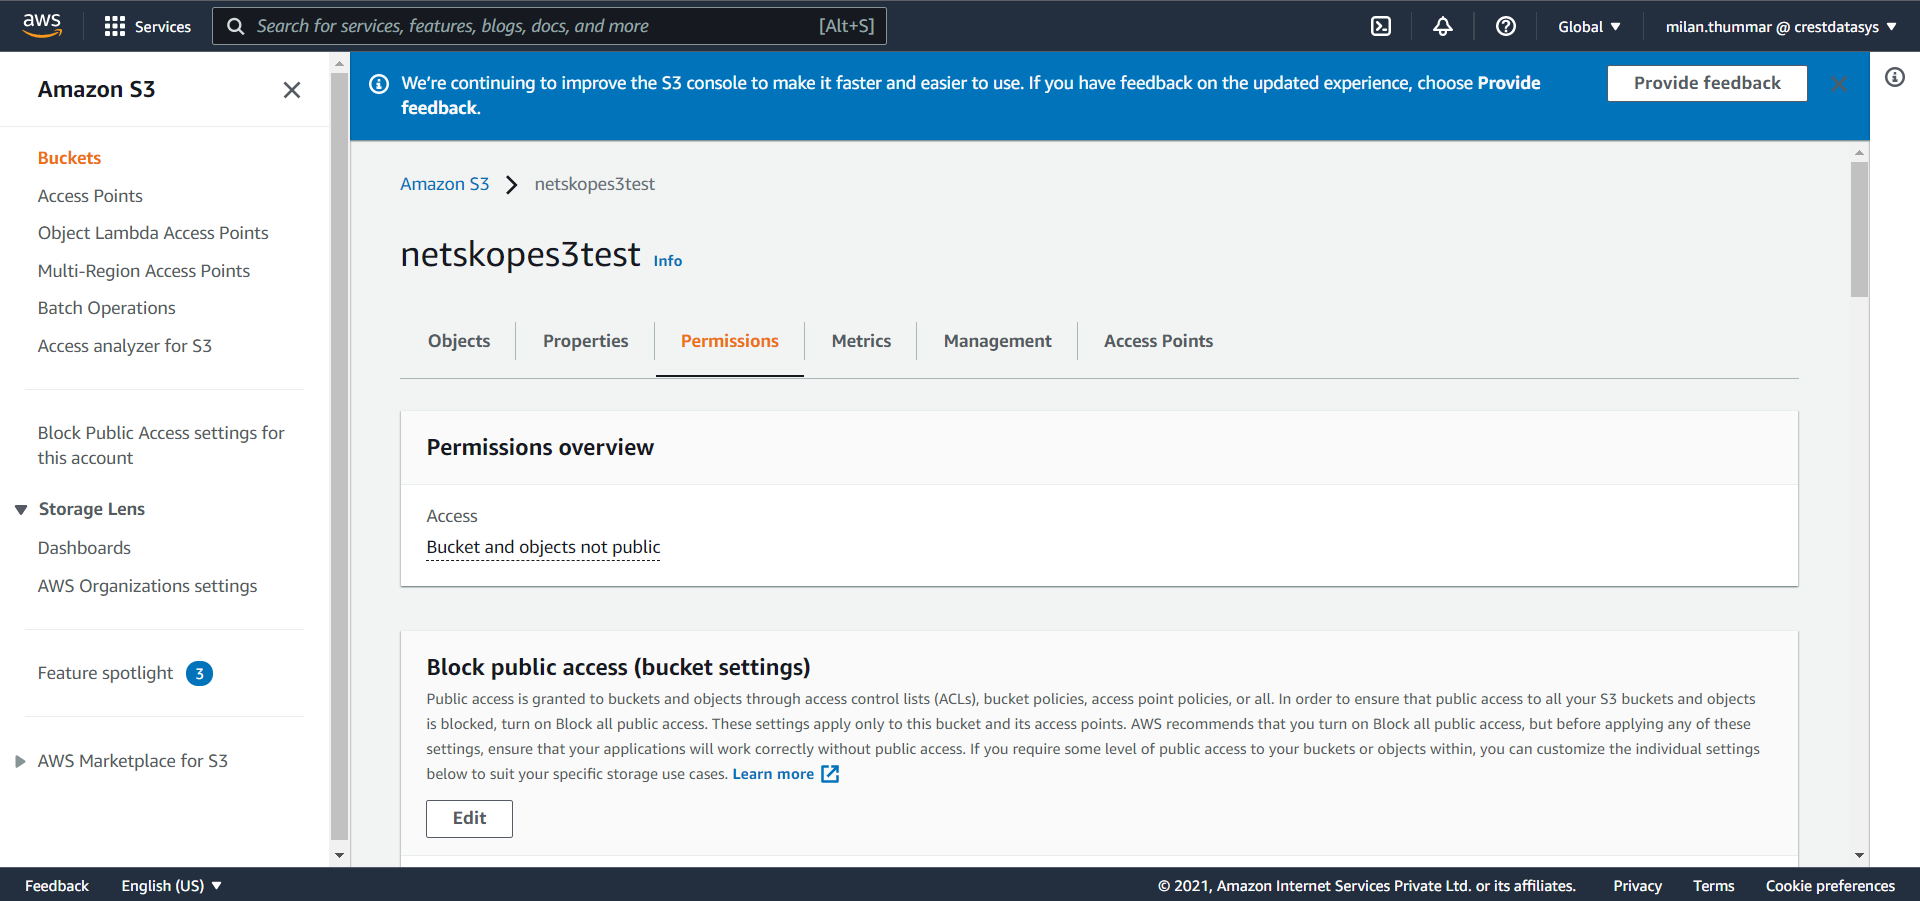 aws
Services
Search for services, features, blogs, docs, and more
[Alt+S]
Global ▼
milan.thummar @ crestdatasys ▼
Amazon S3
Buckets
Access Points
Object Lambda Access Points
Multi-Region Access Points
Batch Operations
Access analyzer for S3
Block Public Access settings for
this account
Storage Lens
Dashboards
AWS Organizations settings
Feature spotlight 3
AWS Marketplace for S3
We're continuing to improve the S3 console to make it faster and easier to use. If you have feedback on the updated experience, choose Provide
feedback.
Provide feedback
Amazon S3 > netskopes3test
netskopes3test Info
Objects
Properties
Permissions
Metrics
Management
Access Points
Permissions overview
Access
Bucket and objects not public
Block public access (bucket settings)
Public access is granted to buckets and objects through access control lists (ACLs), bucket policies, access point policies, or all. In order to ensure that public access to all your S3 buckets and objects
is blocked, turn on Block all public access. These settings apply only to this bucket and its access points. AWS recommends that you turn on Block all public access, but before applying any of these
settings, ensure that your applications will work correctly without public access. If you require some level of public access to your buckets or objects within, you can customize the individual settings
below to suit your specific storage use cases. Learn more
Edit
Feedback
English (US) ▼
© 2021, Amazon Internet Services Private Ltd. or its affiliates.
Privacy
Terms
Cookie preferences